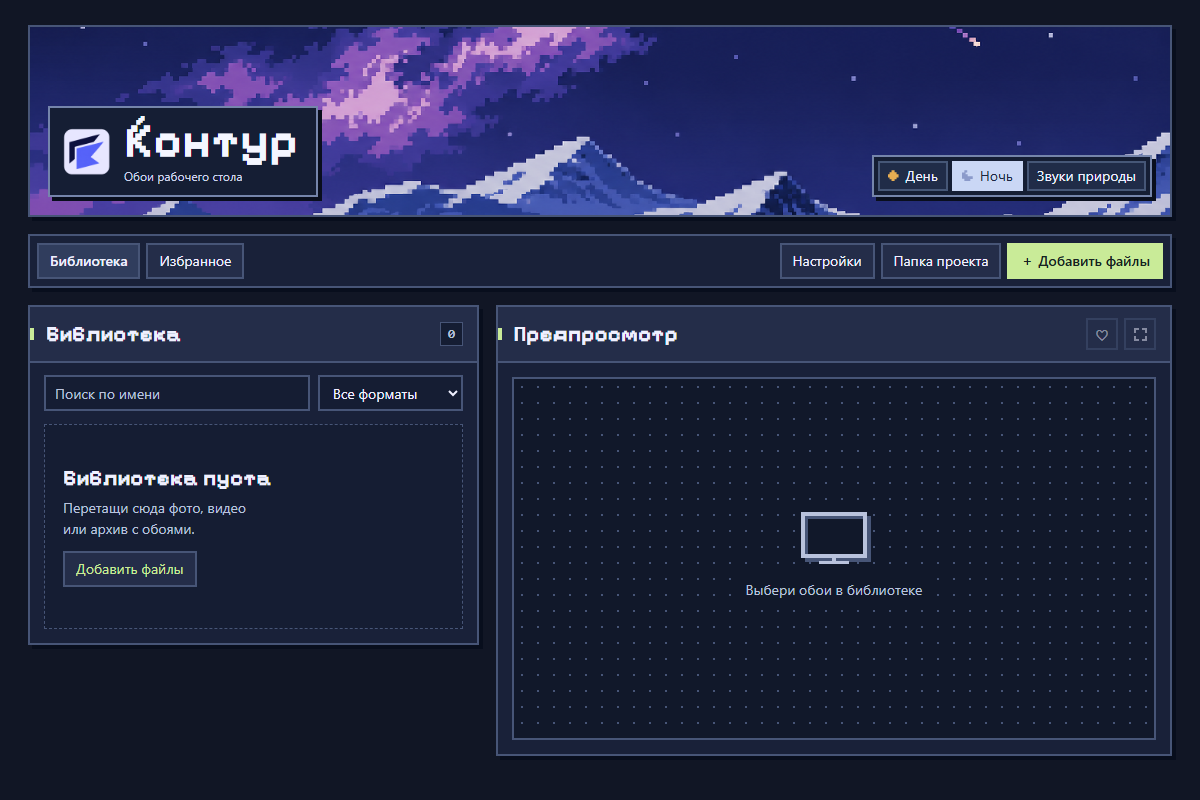 Контур
Обои рабочего стола
День
Ночь
Звуки природы
Библиотека
Избранное
Настройки
Папка проекта
+ Добавить файлы
Библиотека
0
Поиск по имени
Все форматы
Библиотека пуста
Перетащи сюда фото, видео
или архив с обоями.
Добавить файлы
Предпросмотр
Выбери обои в библиотеке